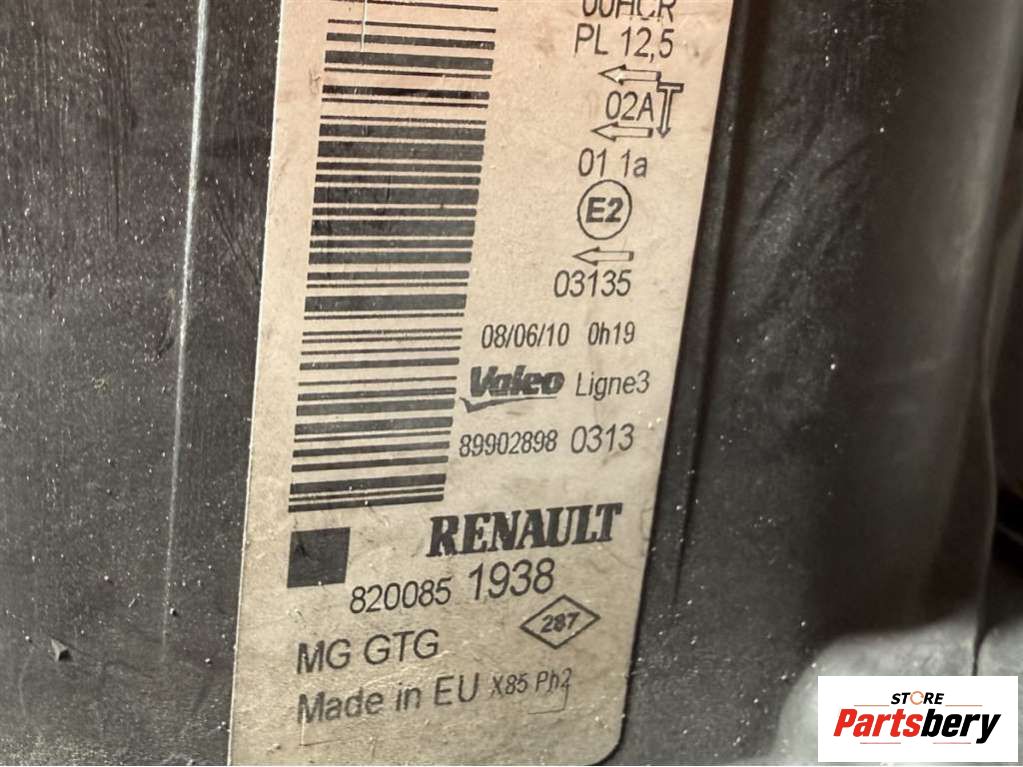 00HCR
PL 12,5
02A
01 1a
E2
03135
08/06/10 0h19
Valeo Ligne3
89902898 0313
RENAULT
820085 1938
287
MG GTG
Made in EU X85 Ph2
STORE
Partsbery